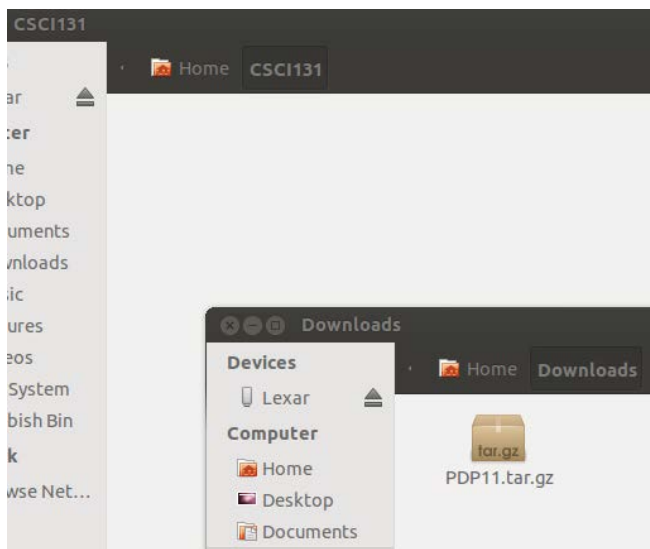 CSCI131
Home CSCI131
ar
ter
ne
ktop
uments
vnloads
sic
ures
eos
System
bish Bin
k
wse Net...
Downloads
Devices
Home Downloads
Lexar
Computer
Home
Desktop
Documents
tar.gz
PDP11.tar.gz